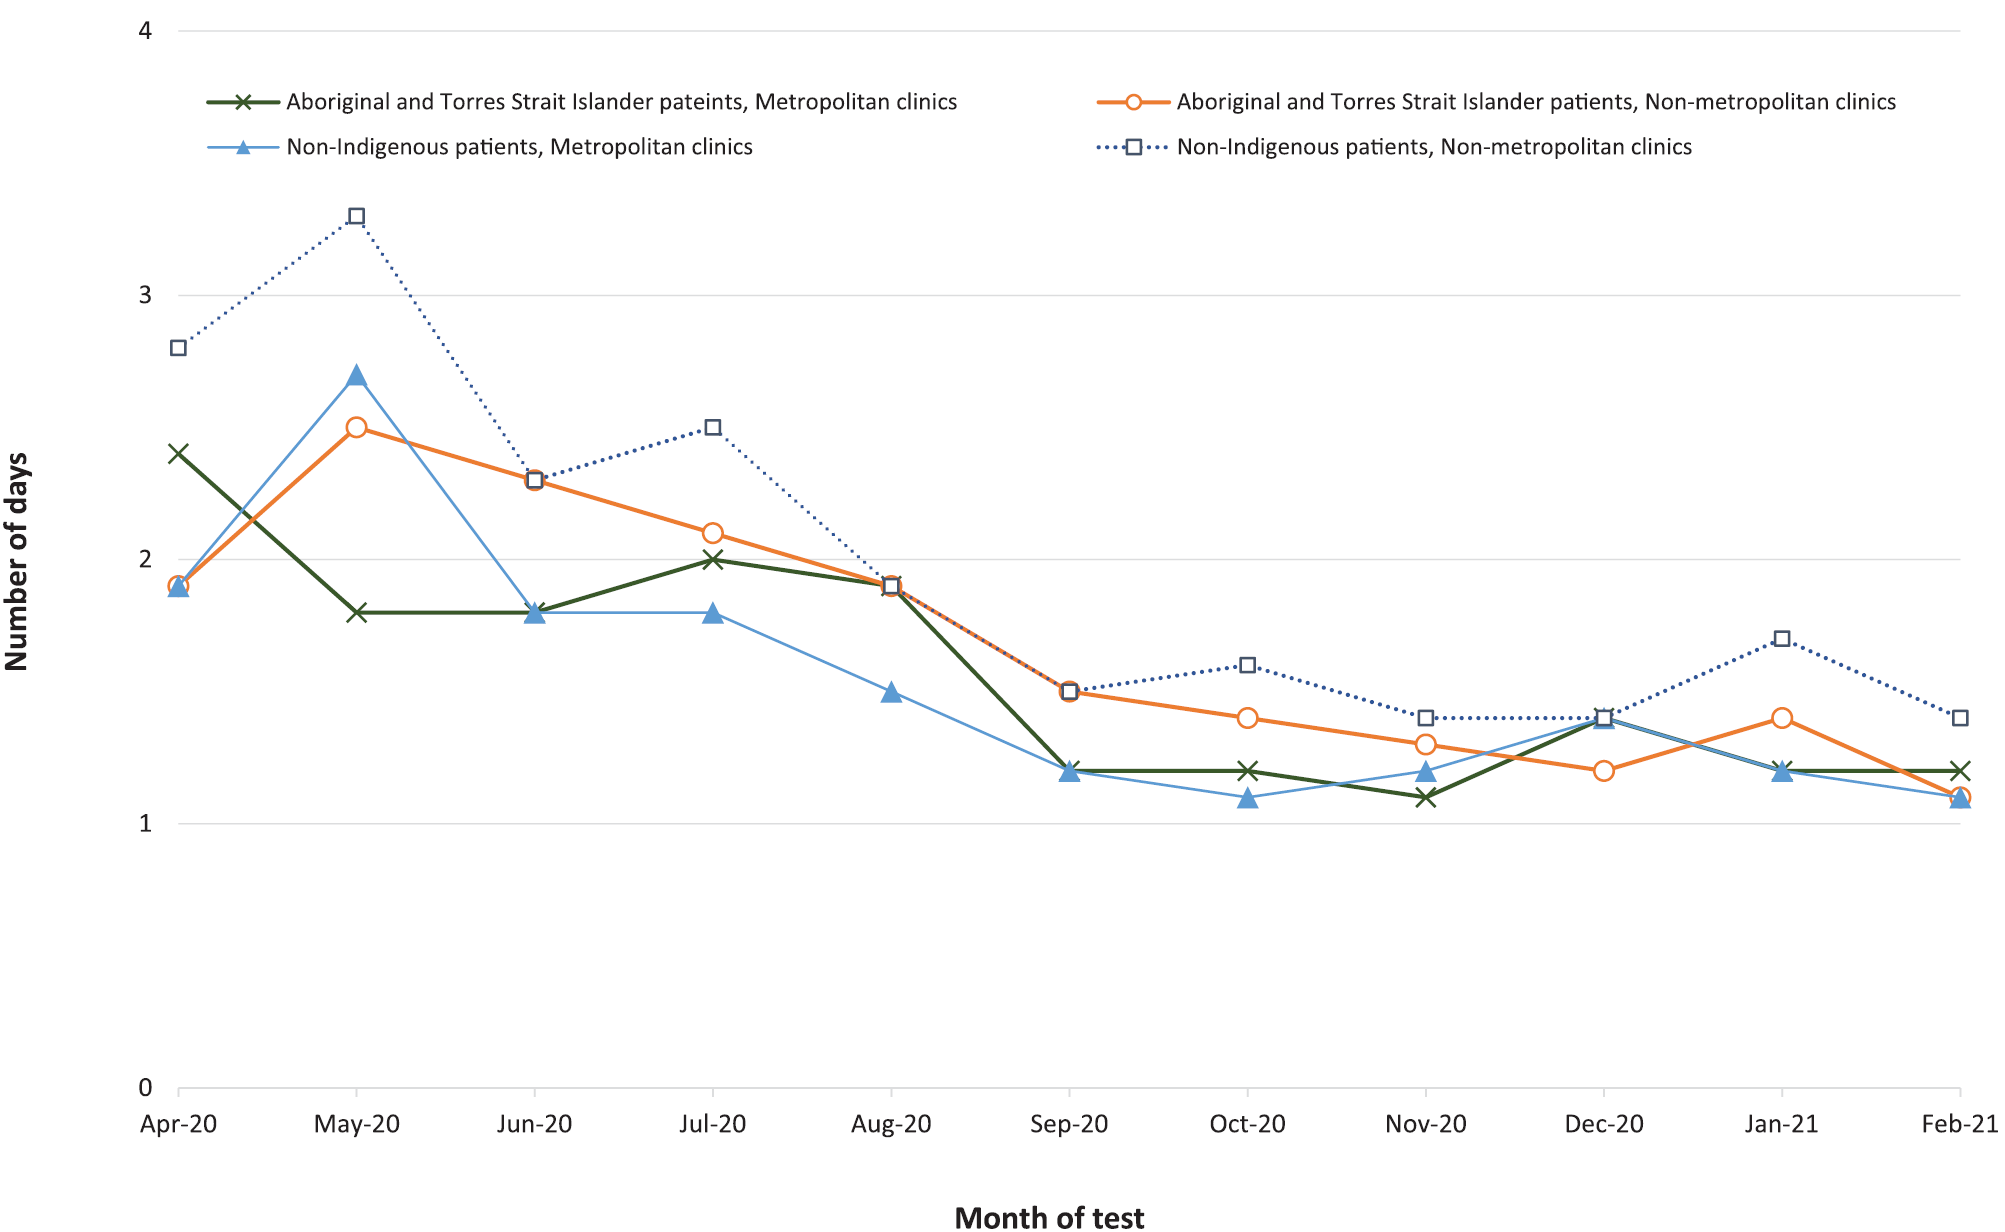 4
Aboriginal and Torres Strait Islander pateints, Metropolitan clinics
Aboriginal and Torres Strait Islander patients, Non-metropolitan clinics
Non-Indigenous patients, Metropolitan clinics
Non-Indigenous patients, Non-metropolitan clinics
3
2
1
0
Number of days
Apr-20 May-20 Jun-20 Jul-20 Aug-20 Sep-20 Oct-20 Nov-20 Dec-20 Jan-21 Feb-21
Month of test